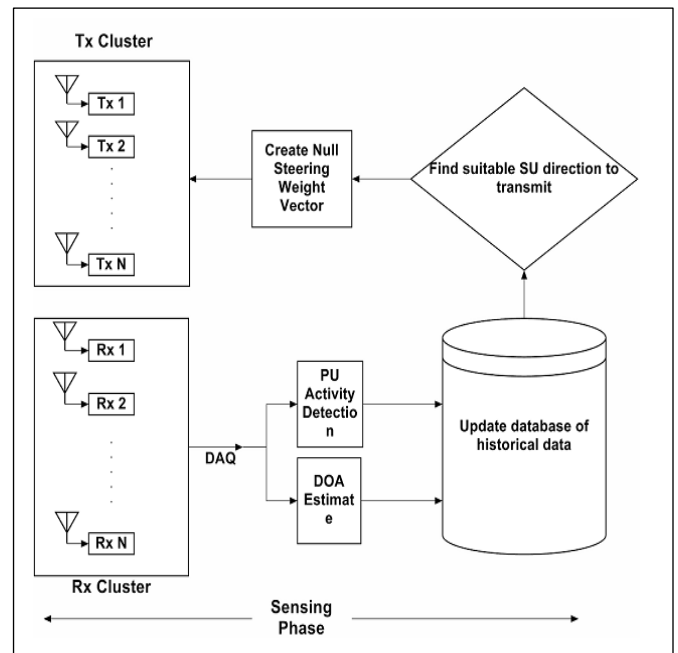 Tx Cluster
Tx 1
Tx 2
Tx N
Create Null
Steering
Weight
Vector
Find suitable SU direction to
transmit
Rx 1
Rx 2
Rx N
Rx Cluster
DAQ
PU
Activity
Detectio
n
DOA
Estimat
e
Update database of
historical data
Sensing
Phase